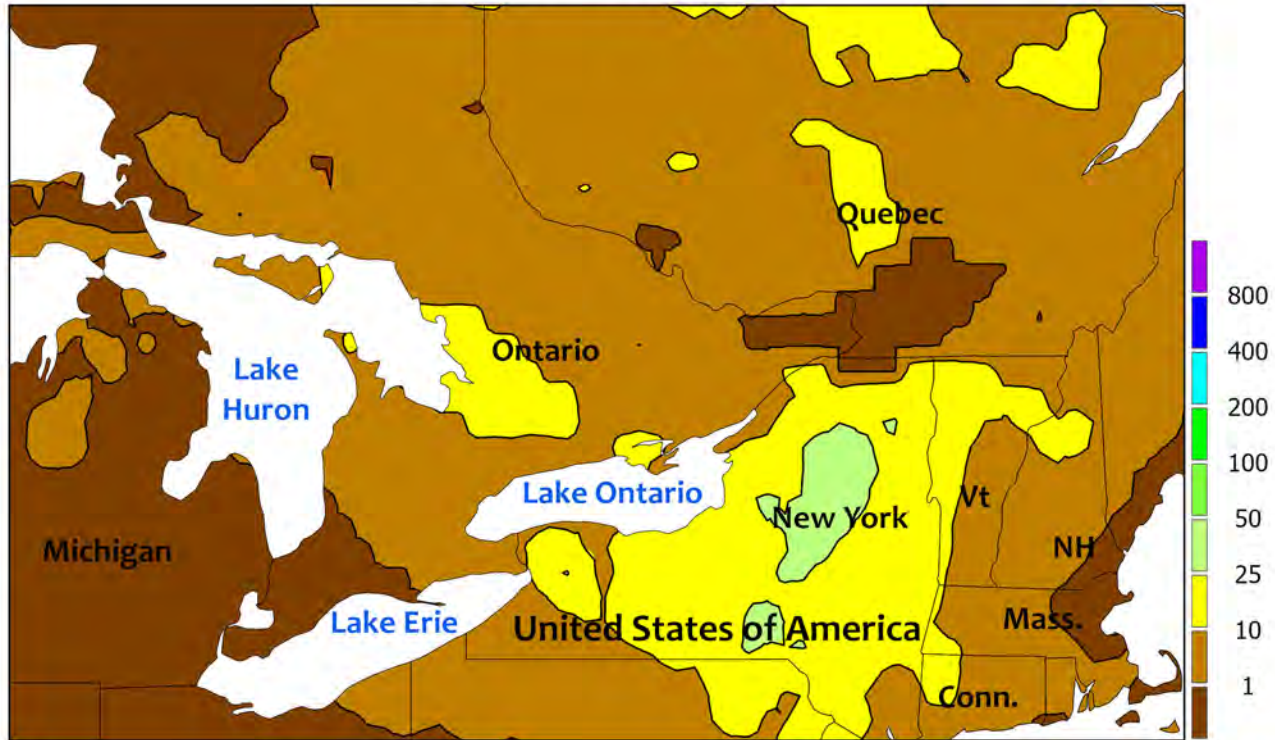 Quebec
Ontario
Lake
Huron
Lake Ontario
New York
Vt
NH
Michigan
Lake Erie
United States of America
Mass.
Conn.
800
400
200
100
50
25
10
1